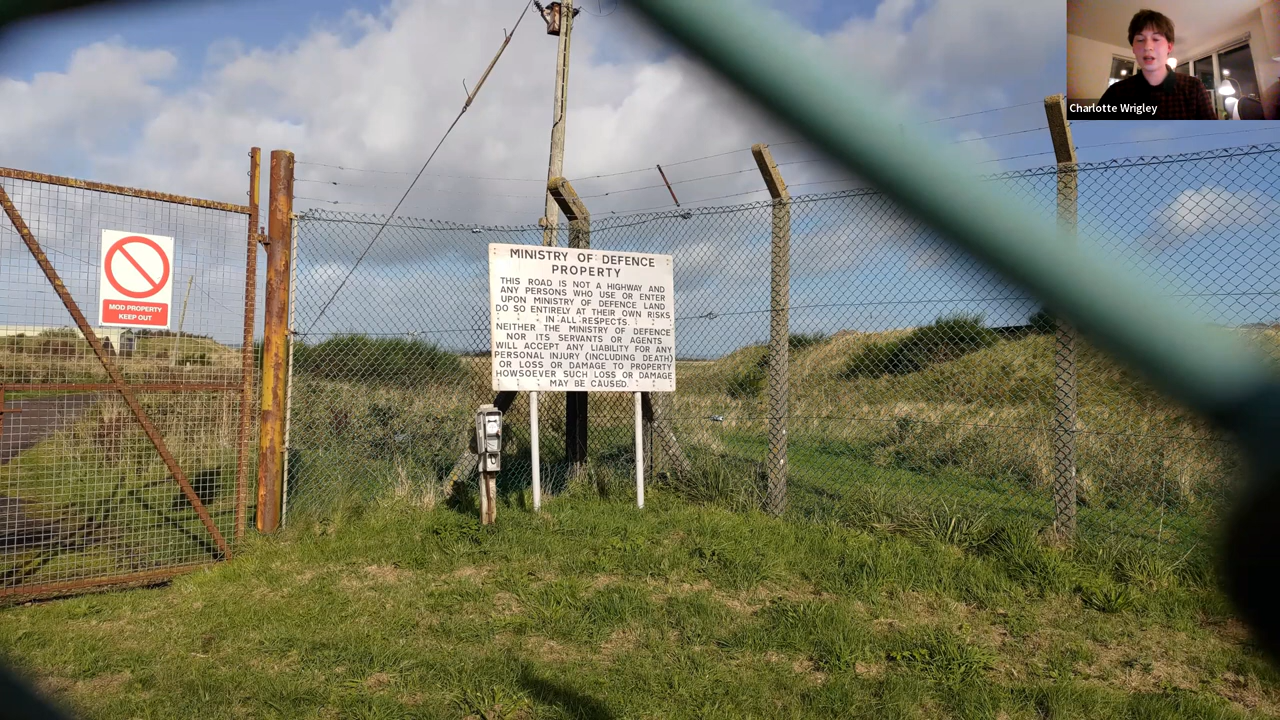 Charlotte Wrigley
MOD PROPERTY
KEEP OUT
MINISTRY OF DEFENCE
PROPERTY
THIS ROAD IS NOT A HIGHWAY AND
ANY PERSONS WHO USE OR ENTER
UPON MINISTRY OF DEFENCE LAND
DO SO ENTIRELY AT THEIR OWN RISKS
IN ALL RESPECTS.
NEITHER THE MINISTRY OF DEFENCE
NOR ITS SERVANTS OR AGENTS
WILL ACCEPT ANY LIABILITY FOR ANY
PERSONAL INJURY (INCLUDING DEATH)
OR LOSS OR DAMAGE TO PROPERTY
HOWSOEVER SUCH LOSS OR DAMAGE
MAY BE CAUSED.